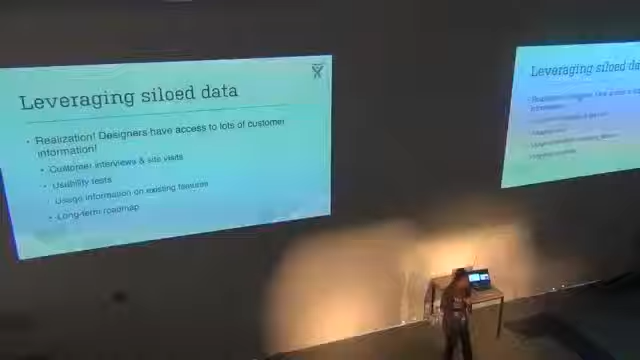 Leveraging siloed data
• Realization! Designers have access to lots of customer
information!
• Customer interviews & site visits
• Usability tests
Usage information on existing features
• Long-term roadmap
Leveraging siloed da